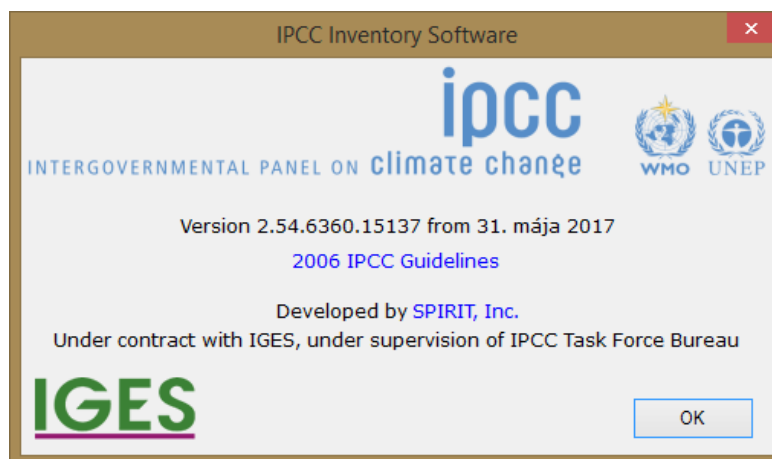 IPCC Inventory Software
ipcc
INTERGOVERNMENTAL PANEL ON climate change
WMO UNEP
Version 2.54.6360.15137 from 31. mája 2017
2006 IPCC Guidelines
Developed by SPIRIT, Inc.
Under contract with IGES, under supervision of IPCC Task Force Bureau
IGES
OK